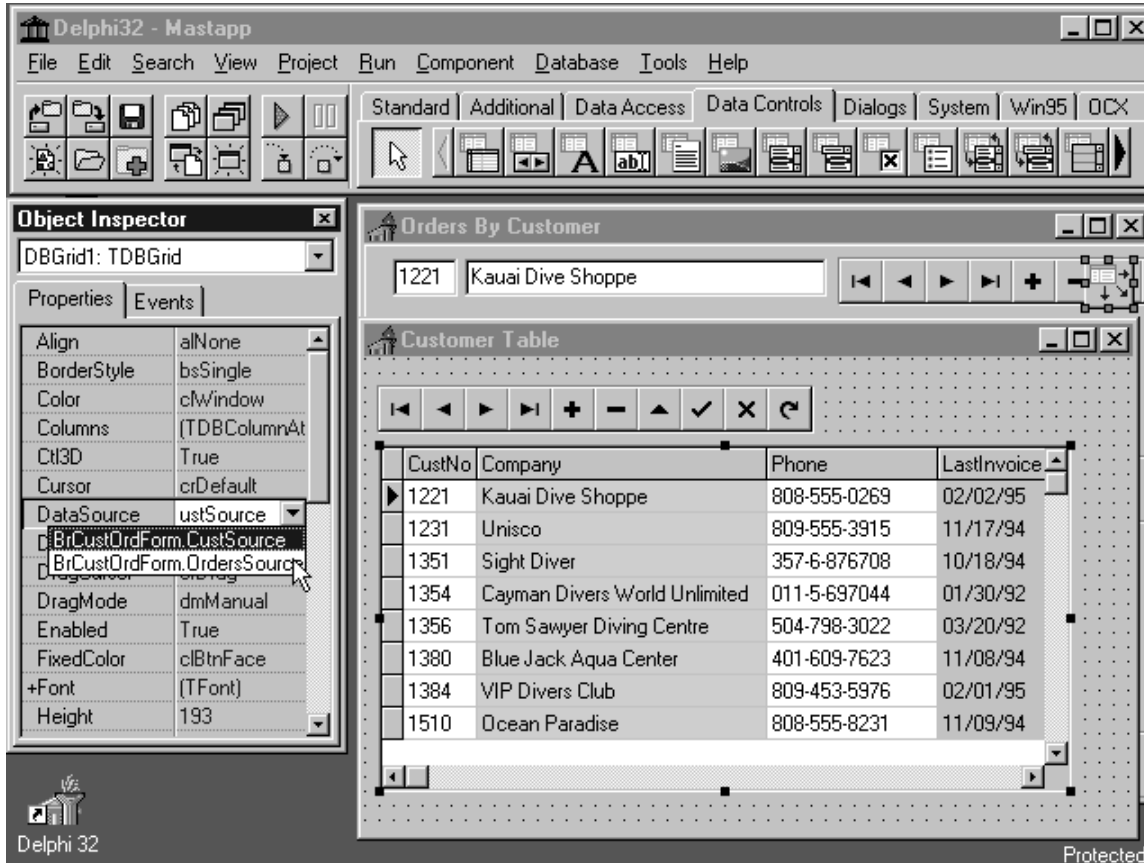 Delphi32 - Mastapp
File Edit Search View Project Run Component Database Tools Help
Standard Additional Data Access Data Controls Dialogs System Win95 OCX
A ab
Object Inspector
DBGrid1: TDBGrid
Properties Events
Align alNone
BorderStyle bsSingle
Color clWindow
Columns (TDBColumnAt
Ctl3D True
Cursor crDefault
DataSource ustSource
BrCustOrdForm.CustSource
BrCustOrdForm.OrdersSource
DragMode dmManual
Enabled True
FixedColor clBtnFace
+Font (TFont)
Height 193
Orders By Customer
1221 Kauai Dive Shoppe
Customer Table
CustNo Company Phone LastInvoice
1221 Kauai Dive Shoppe 808-555-0269 02/02/95
1231 Unisco 809-555-3915 11/17/94
1351 Sight Diver 357-6-876708 10/18/94
1354 Cayman Divers World Unlimited 011-5-697044 01/30/92
1356 Tom Sawyer Diving Centre 504-798-3022 03/20/92
1380 Blue Jack Aqua Center 401-609-7623 11/08/94
1384 VIP Divers Club 809-453-5976 02/01/95
1510 Ocean Paradise 808-555-8231 11/09/94
Delphi 32
Protected